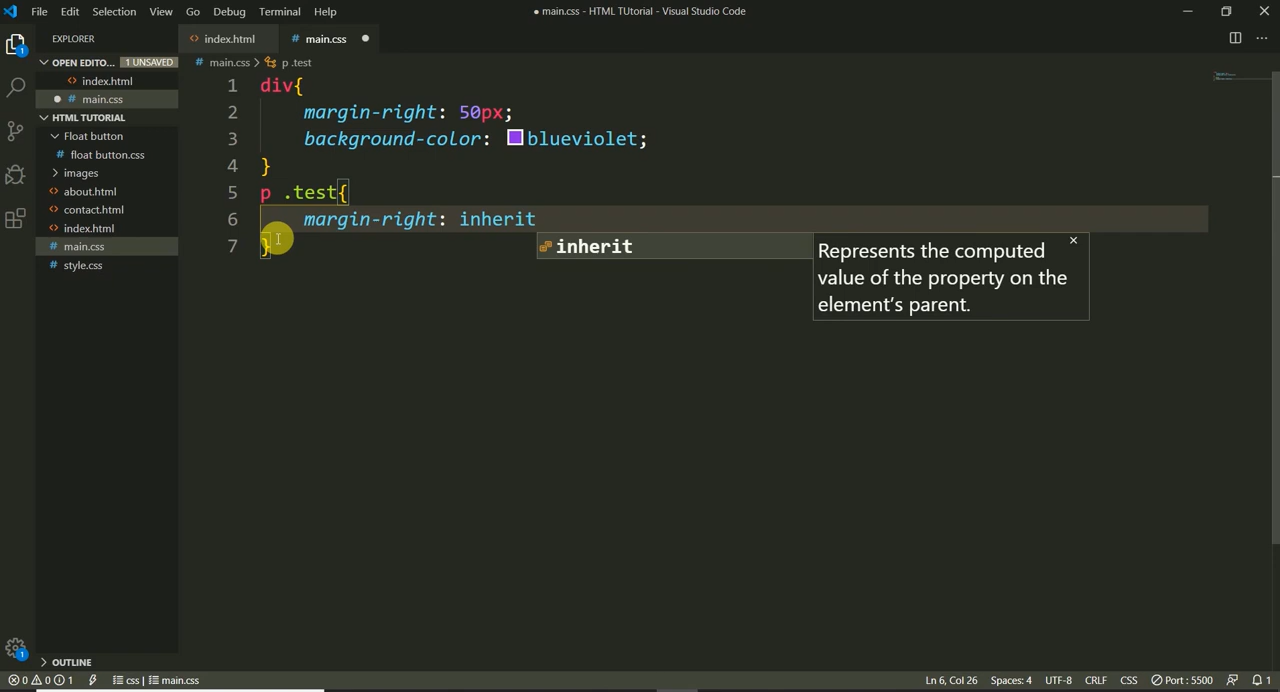 File Edit Selection View Go Debug Terminal Help
● main.css - HTML TUtorial - Visual Studio Code
EXPLORER
index.html
main.css
OPEN EDITO... 1 UNSAVED
index.html
main.css
HTML TUTORIAL
Float button
float button.css
images
about.html
contact.html
index.html
main.css
style.css
OUTLINE
# main.css > p .test
1 div{
2 margin-right: 50px;
3 background-color: blueviolet;
4 }
5 p .test{
6 margin-right: inherit
7 }
inherit
Represents the computed
value of the property on the
element's parent.
1
1
0 0 1 css | main.css
Ln 6, Col 26 Spaces: 4 UTF-8 CRLF CSS Port : 5500 1